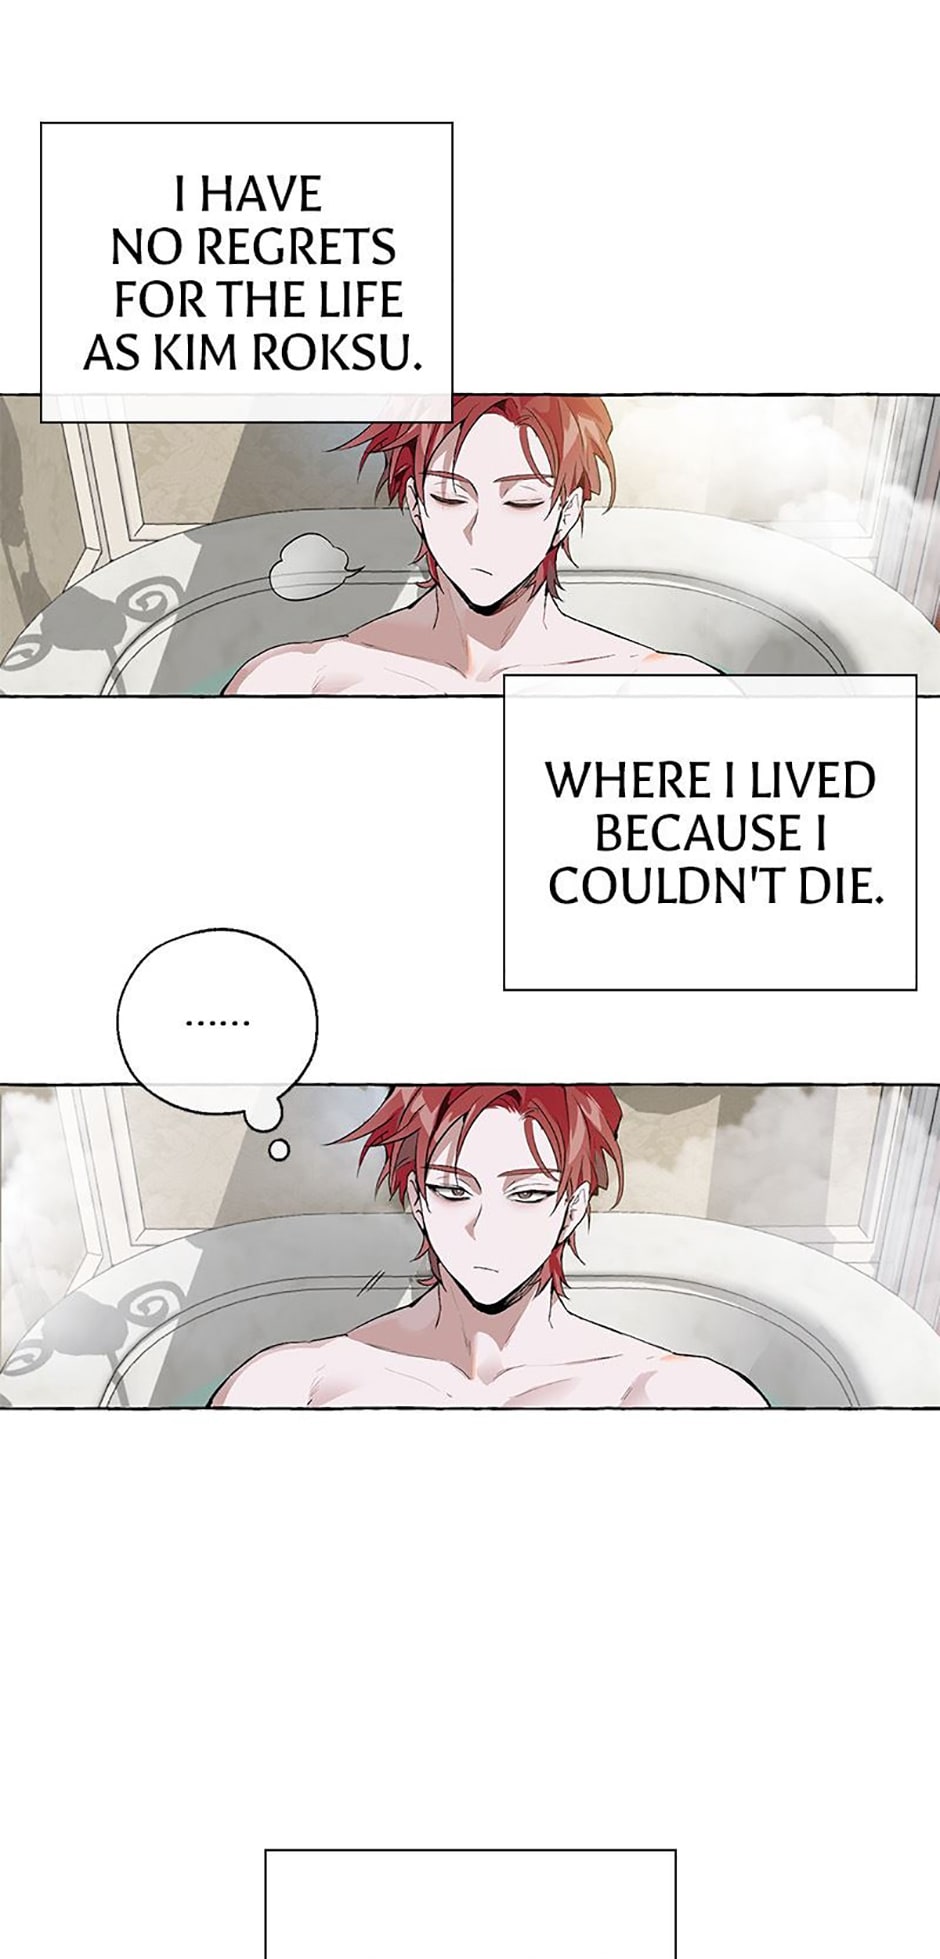 I HAVE
NO REGRETS
FOR THE LIFE
AS KIM ROKSU.
WHERE I LIVED
BECAUSE I
COULDN'T DIE.
......